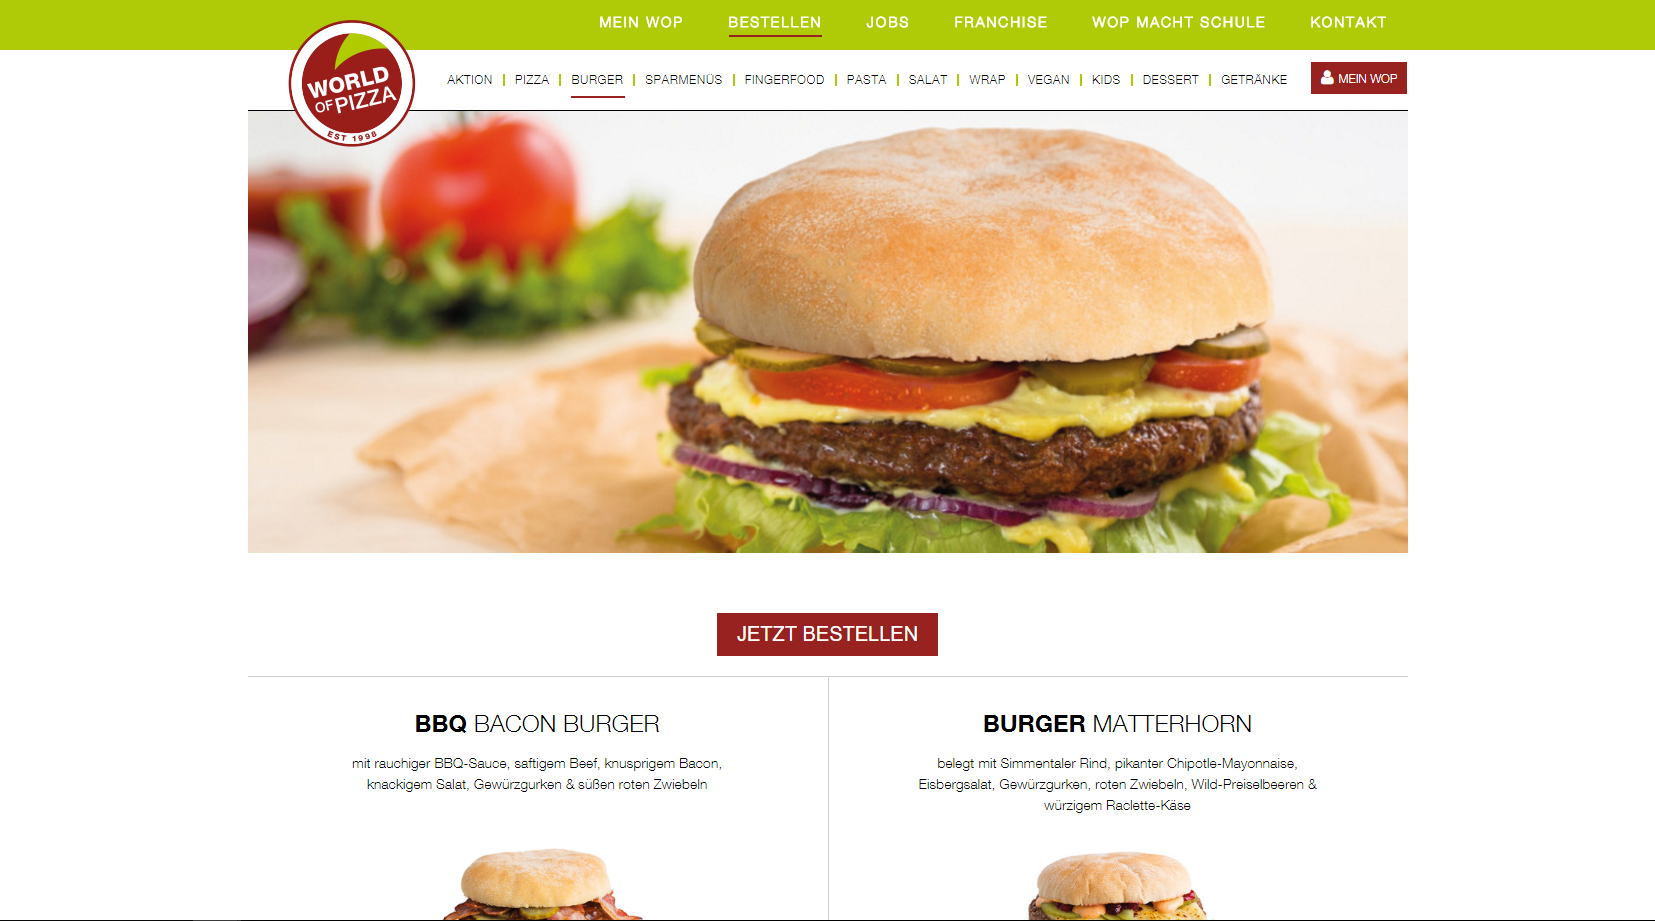 MEIN WOP
BESTELLEN
JOBS
FRANCHISE
WOP MACHT SCHULE
KONTAKT
WORLD
OF PIZZA
EST 1998
AKTION
PIZZA
BURGER
SPARMENÜS
FINGERFOOD
PASTA
SALAT
WRAP
VEGAN
KIDS
DESSERT
GETRÄNKE
MEIN WOP
JETZT BESTELLEN
BBQ BACON BURGER
mit rauchiger BBQ-Sauce, saftigem Beef, knusprigem Bacon,
knackigem Salat, Gewürzgurken & süßen roten Zwiebeln
BURGER MATTERHORN
belegt mit Simmentaler Rind, pikanter Chipotle-Mayonnaise,
Eisbergsalat, Gewürzgurken, roten Zwiebeln, Wild-Preiselbeeren &
würzigem Raclette-Käse